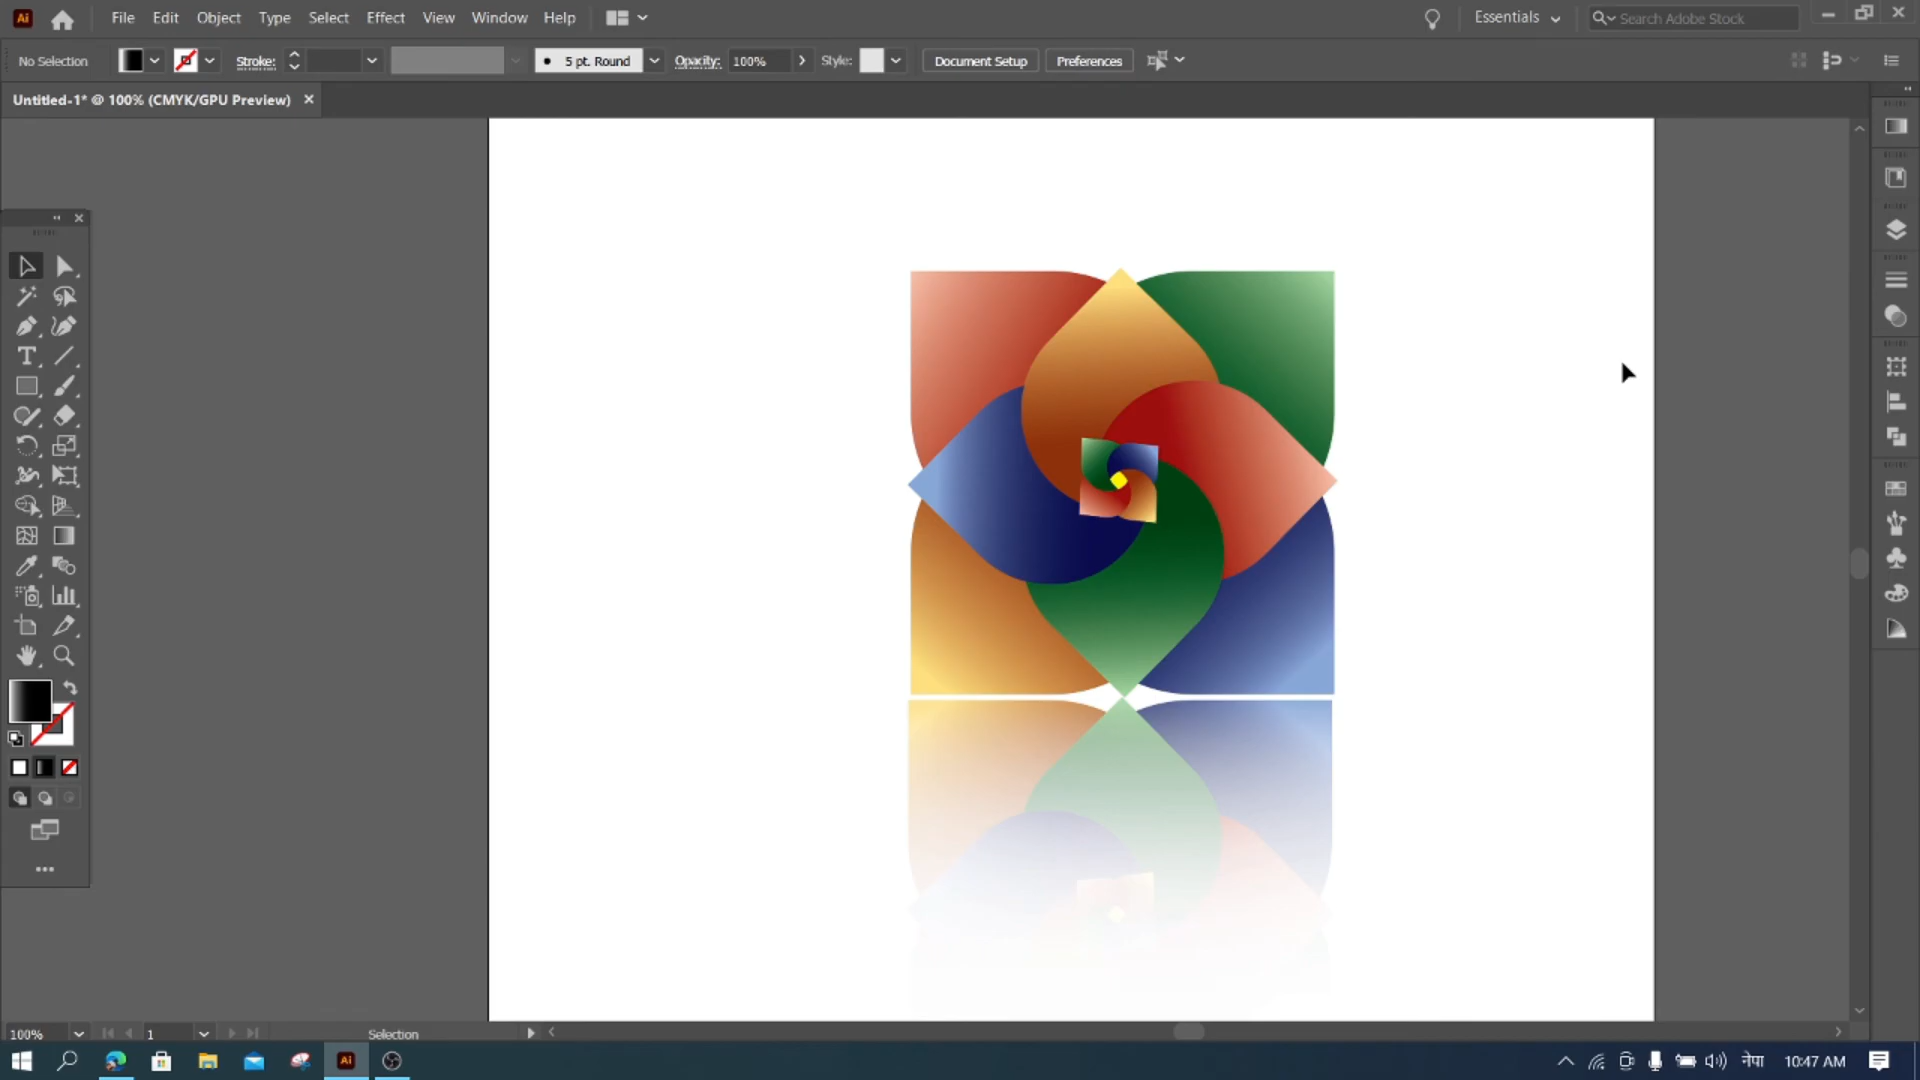 Ai File Edit Object Type Select Effect View Window Help Essentials Search Adobe Stock
No Selection Stroke: 5 pt. Round Opacity: 100% Style: Document Setup Preferences
Untitled-1* @ 100% (CMYK/GPU Preview)
100% 1 Selection
Ai नेपा 10:47 AM